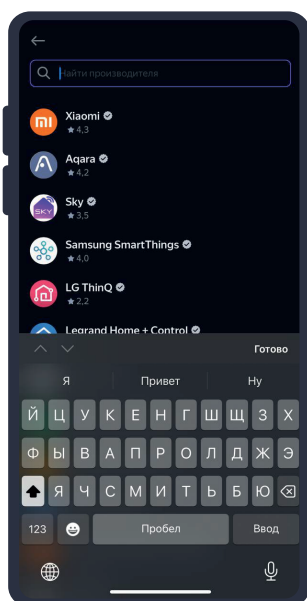 Найти производителя
Xiaomi
★ 4,3
Aqara
★ 4,2
SKY
Sky
★ 3,5
Samsung SmartThings
★ 4,0
LG ThinQ
★ 2,2
Legrand Home + Control
Готово
Я Привет Ну
Й Ц У К Е Н Г Ш Щ З Х
Ф Ы В А П Р О Л Д Ж Э
Я Ч С М И Т Ь Б Ю
123 Пробел Ввод